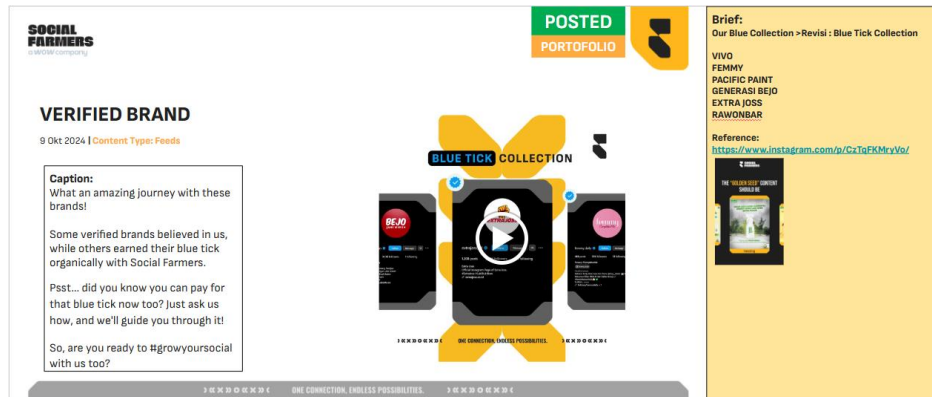 SOCIAL
FARMERS
a WOW company
POSTED
PORTOFOLIO
VERIFIED BRAND
9 Okt 2024 | Content Type: Feeds
Caption:
What an amazing journey with these
brands!
Some verified brands believed in us,
while others earned their blue tick
organically with Social Farmers.
Psst... did you know you can pay for
that blue tick now too? Just ask us
how, and we'll guide you through it!
So, are you ready to #growyoursocial
with us too?
BLUE TICK COLLECTION
BEJO
EXTRAJOSS
ONE CONNECTION, ENDLESS POSSIBILITIES.
ONE CONNECTION, ENDLESS POSSIBILITIES.
Brief:
Our Blue Collection >Revisi : Blue Tick Collection
VIVO
FEMMY
PACIFIC PAINT
GENERASI BEJO
EXTRA JOSS
RAWONBAR
Reference:
https://www.instagram.com/p/CzTqFKMryVo/
SOCIAL
FARMERS
THE "GOLDEN SEED" CONTENT
SHOULD BE